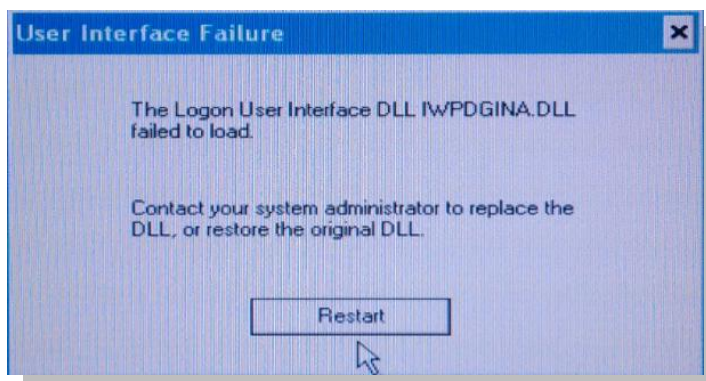 User Interface Failure
The Logon User Interface DLL IWPDGINA.DLL
failed to load.
Contact your system administrator to replace the
DLL, or restore the original DLL.
Restart